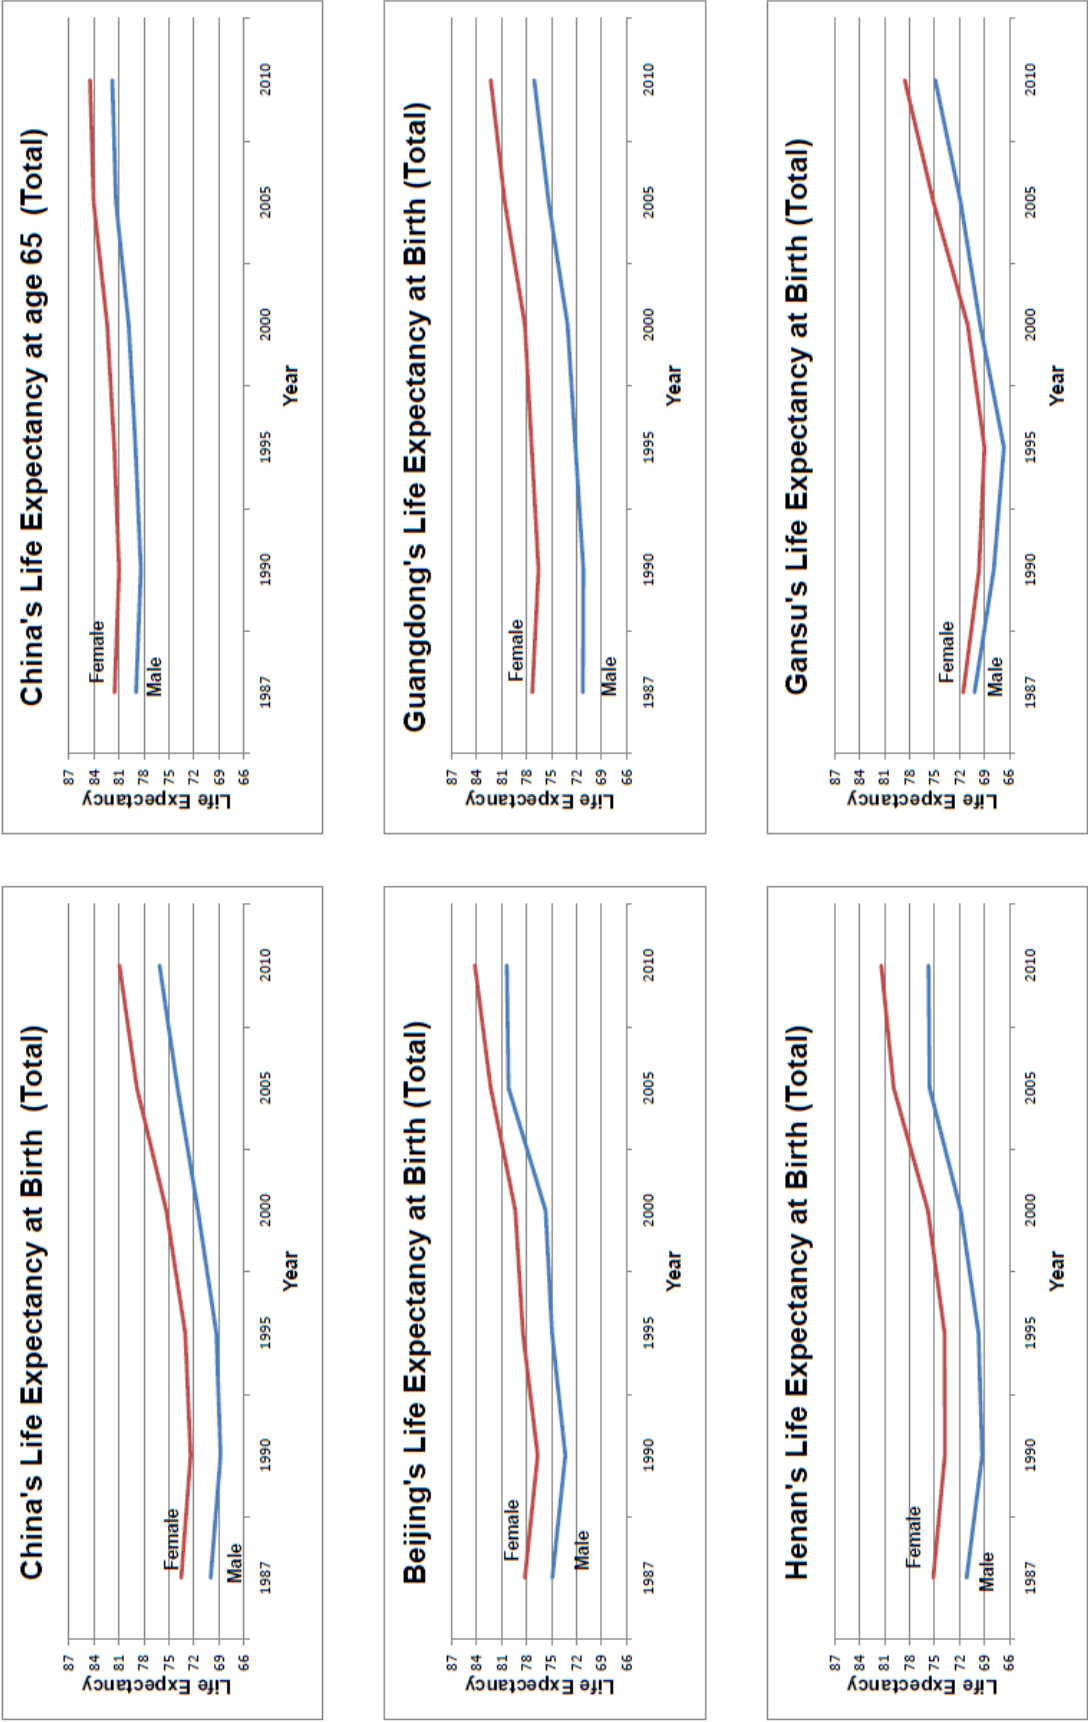 China's Life Expectancy at Birth (Total)
Life Expectancy
87
84
81
78
75
72
69
66
Female
Male
1987
1990
1995
2000
2005
2010
Year
China's Life Expectancy at age 65 (Total)
Life Expectancy
87
84
81
78
75
72
69
66
Female
Male
1987
1990
1995
2000
2005
2010
Year
Beijing's Life Expectancy at Birth (Total)
Life Expectancy
87
84
81
78
75
72
69
66
Female
Male
1987
1990
1995
2000
2005
2010
Year
Guangdong's Life Expectancy at Birth (Total)
Life Expectancy
87
84
81
78
75
72
69
66
Female
Male
1987
1990
1995
2000
2005
2010
Year
Henan's Life Expectancy at Birth (Total)
Life Expectancy
87
84
81
78
75
72
69
66
Female
Male
1987
1990
1995
2000
2005
2010
Year
Gansu's Life Expectancy at Birth (Total)
Life Expectancy
87
84
81
78
75
72
69
66
Female
Male
1987
1990
1995
2000
2005
2010
Year